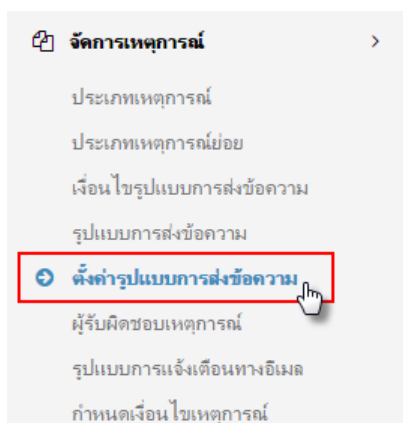 จัดการเหตุการณ์
ประเภทเหตุการณ์
ประเภทเหตุการณ์ย่อย
เงื่อนไขรูปแบบการส่งข้อความ
รูปแบบการส่งข้อความ
ตั้งค่ารูปแบบการส่งข้อความ
ผู้รับผิดชอบเหตุการณ์
รูปแบบการแจ้งเตือนทางอีเมล
กำหนดเงื่อนไขเหตุการณ์